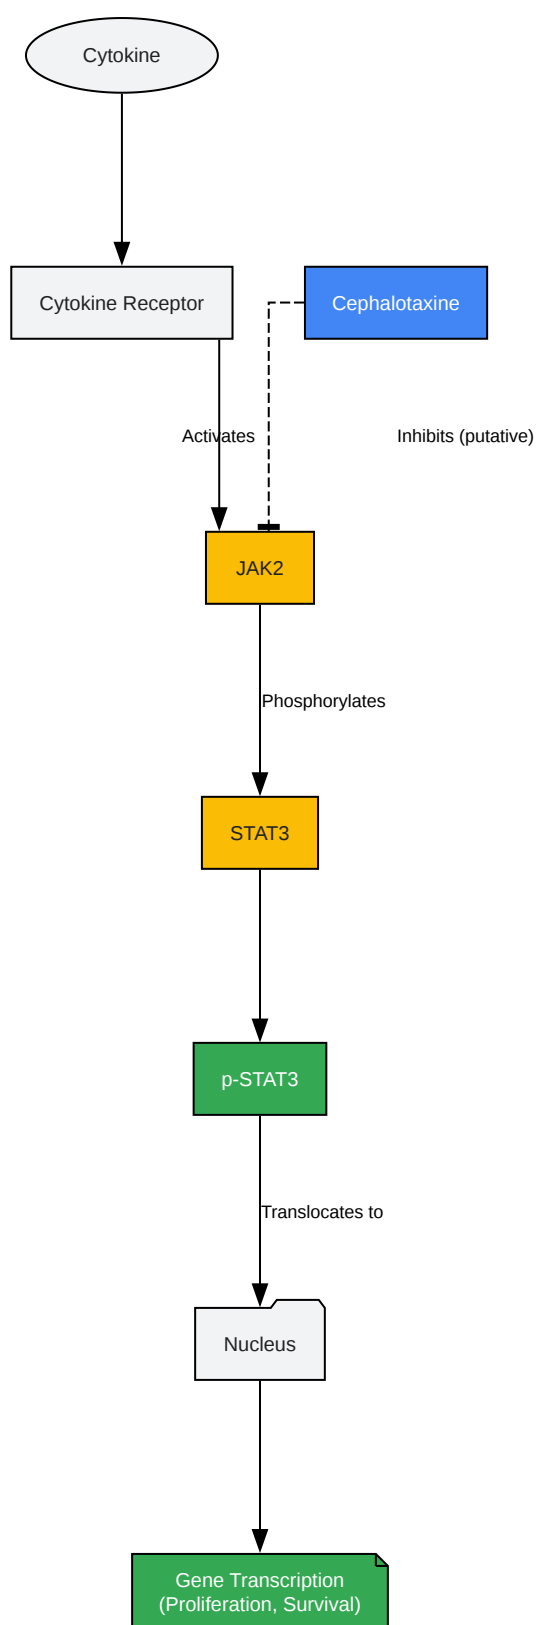 Cytokine
Cytokine Receptor
Cephalotaxine
Activates
Inhibits (putative)
JAK2
Phosphorylates
STAT3
p-STAT3
Translocates to
Nucleus
Gene Transcription
(Proliferation, Survival)